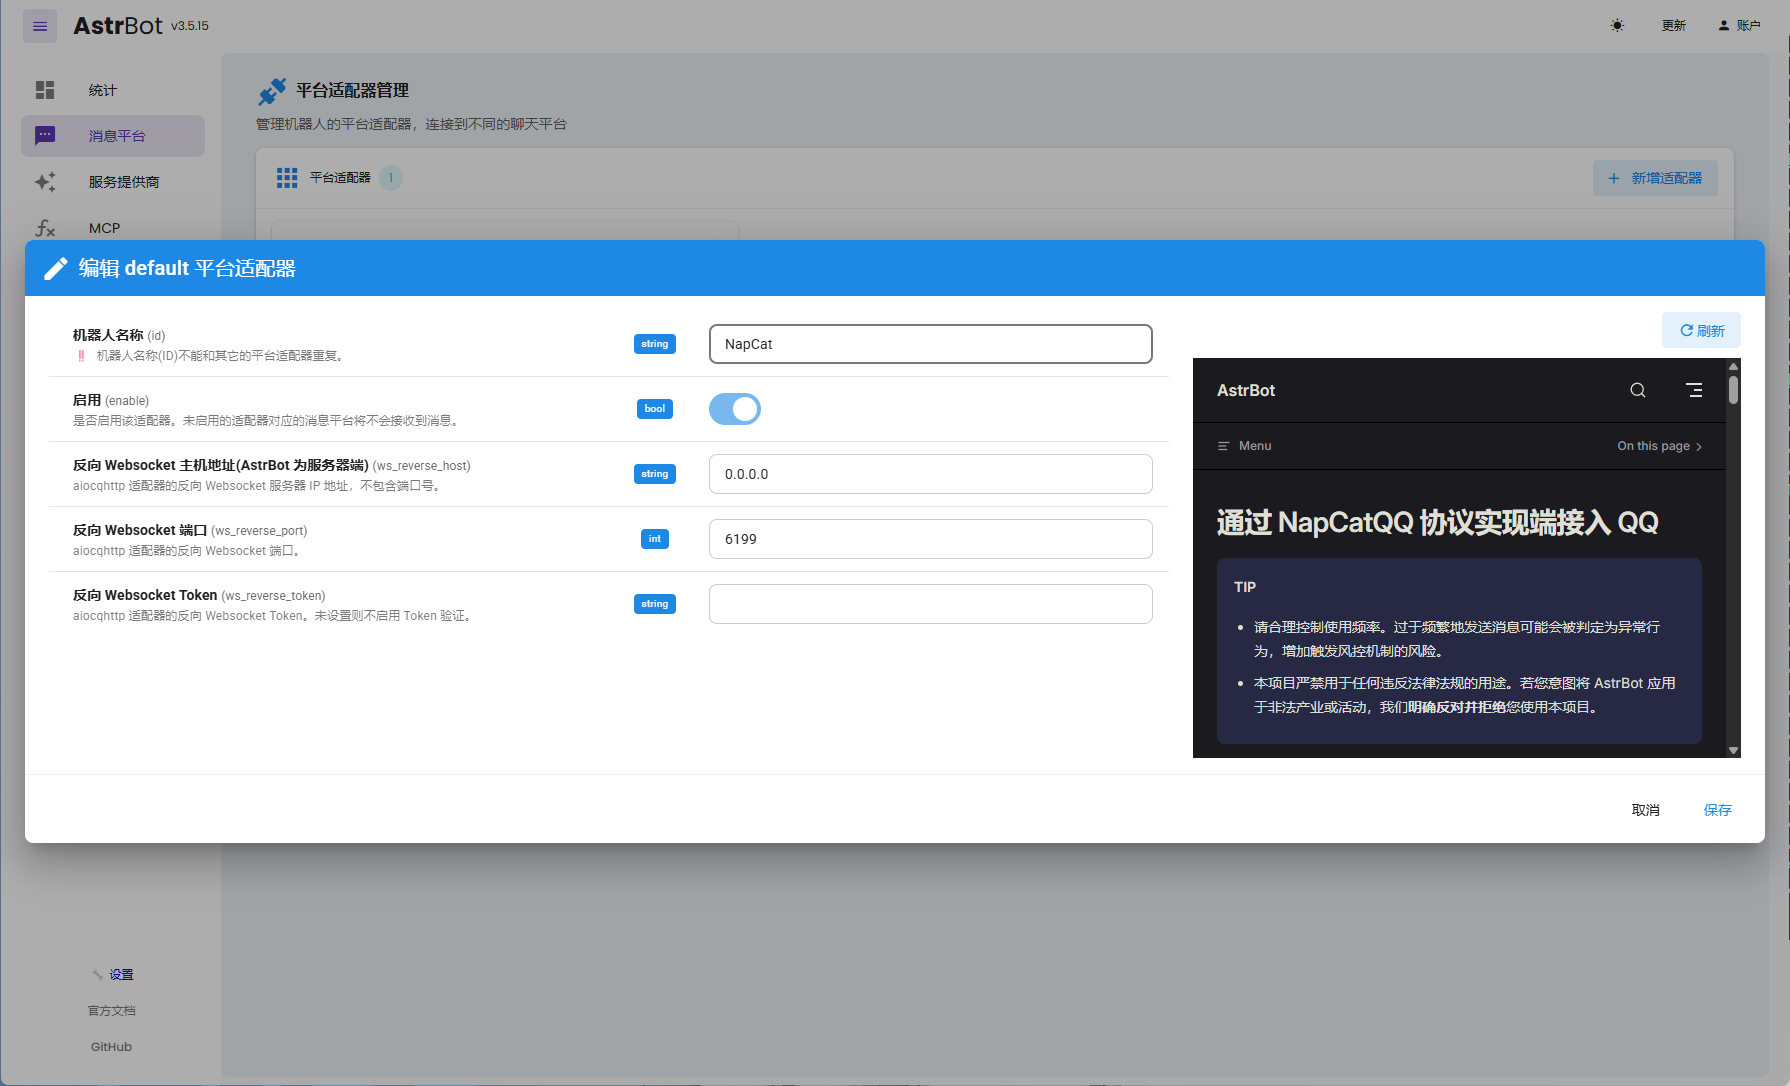 AstrBot v3.5.15
更新
账户
统计
消息平台
服务提供商
MCP
平台适配器管理
管理机器人的平台适配器，连接到不同的聊天平台
平台适配器 1
+ 新增适配器
编辑 default 平台适配器
机器人名称 (id)
‼ 机器人名称(ID)不能和其它的平台适配器重复。
string
NapCat
启用 (enable)
是否启用该适配器。未启用的适配器对应的消息平台将不会接收到消息。
bool
反向 Websocket 主机地址(AstrBot 为服务器端) (ws_reverse_host)
aiocqhttp 适配器的反向 Websocket 服务器 IP 地址，不包含端口号。
string
0.0.0.0
反向 Websocket 端口 (ws_reverse_port)
aiocqhttp 适配器的反向 Websocket 端口。
int
6199
反向 Websocket Token (ws_reverse_token)
aiocqhttp 适配器的反向 Websocket Token。未设置则不启用 Token 验证。
string
刷新
AstrBot
Menu
On this page
通过 NapCatQQ 协议实现端接入 QQ
TIP
• 请合理控制使用频率。过于频繁地发送消息可能会被判定为异常行
为，增加触发风控机制的风险。
• 本项目严禁用于任何违反法律法规的用途。若您意图将 AstrBot 应用
于非法产业或活动，我们明确反对并拒绝您使用本项目。
取消
保存
设置
官方文档
GitHub